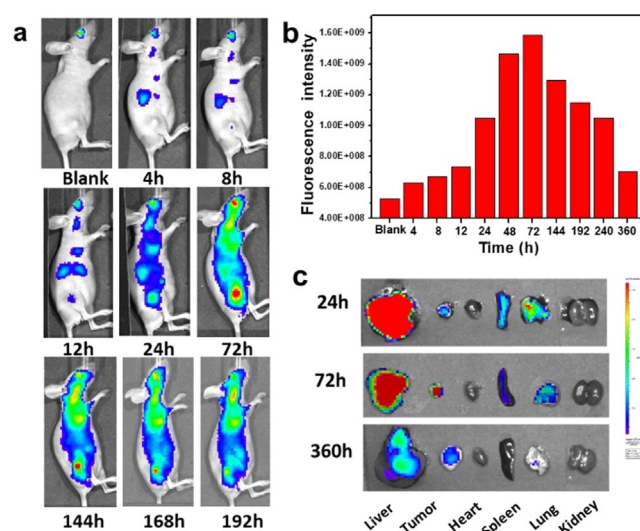 a
Blank
4h
8h
12h
24h
72h
144h
168h
192h
b
Fluorescence intensity
1.60E+009
1.40E+009
1.20E+009
1.00E+009
8.00E+008
6.00E+008
4.00E+008
Blank 4 8 12 24 48 72 144 192 240 360
Time (h)
c
24h
72h
360h
Liver
Tumor
Heart
Spleen
Lung
Kidney